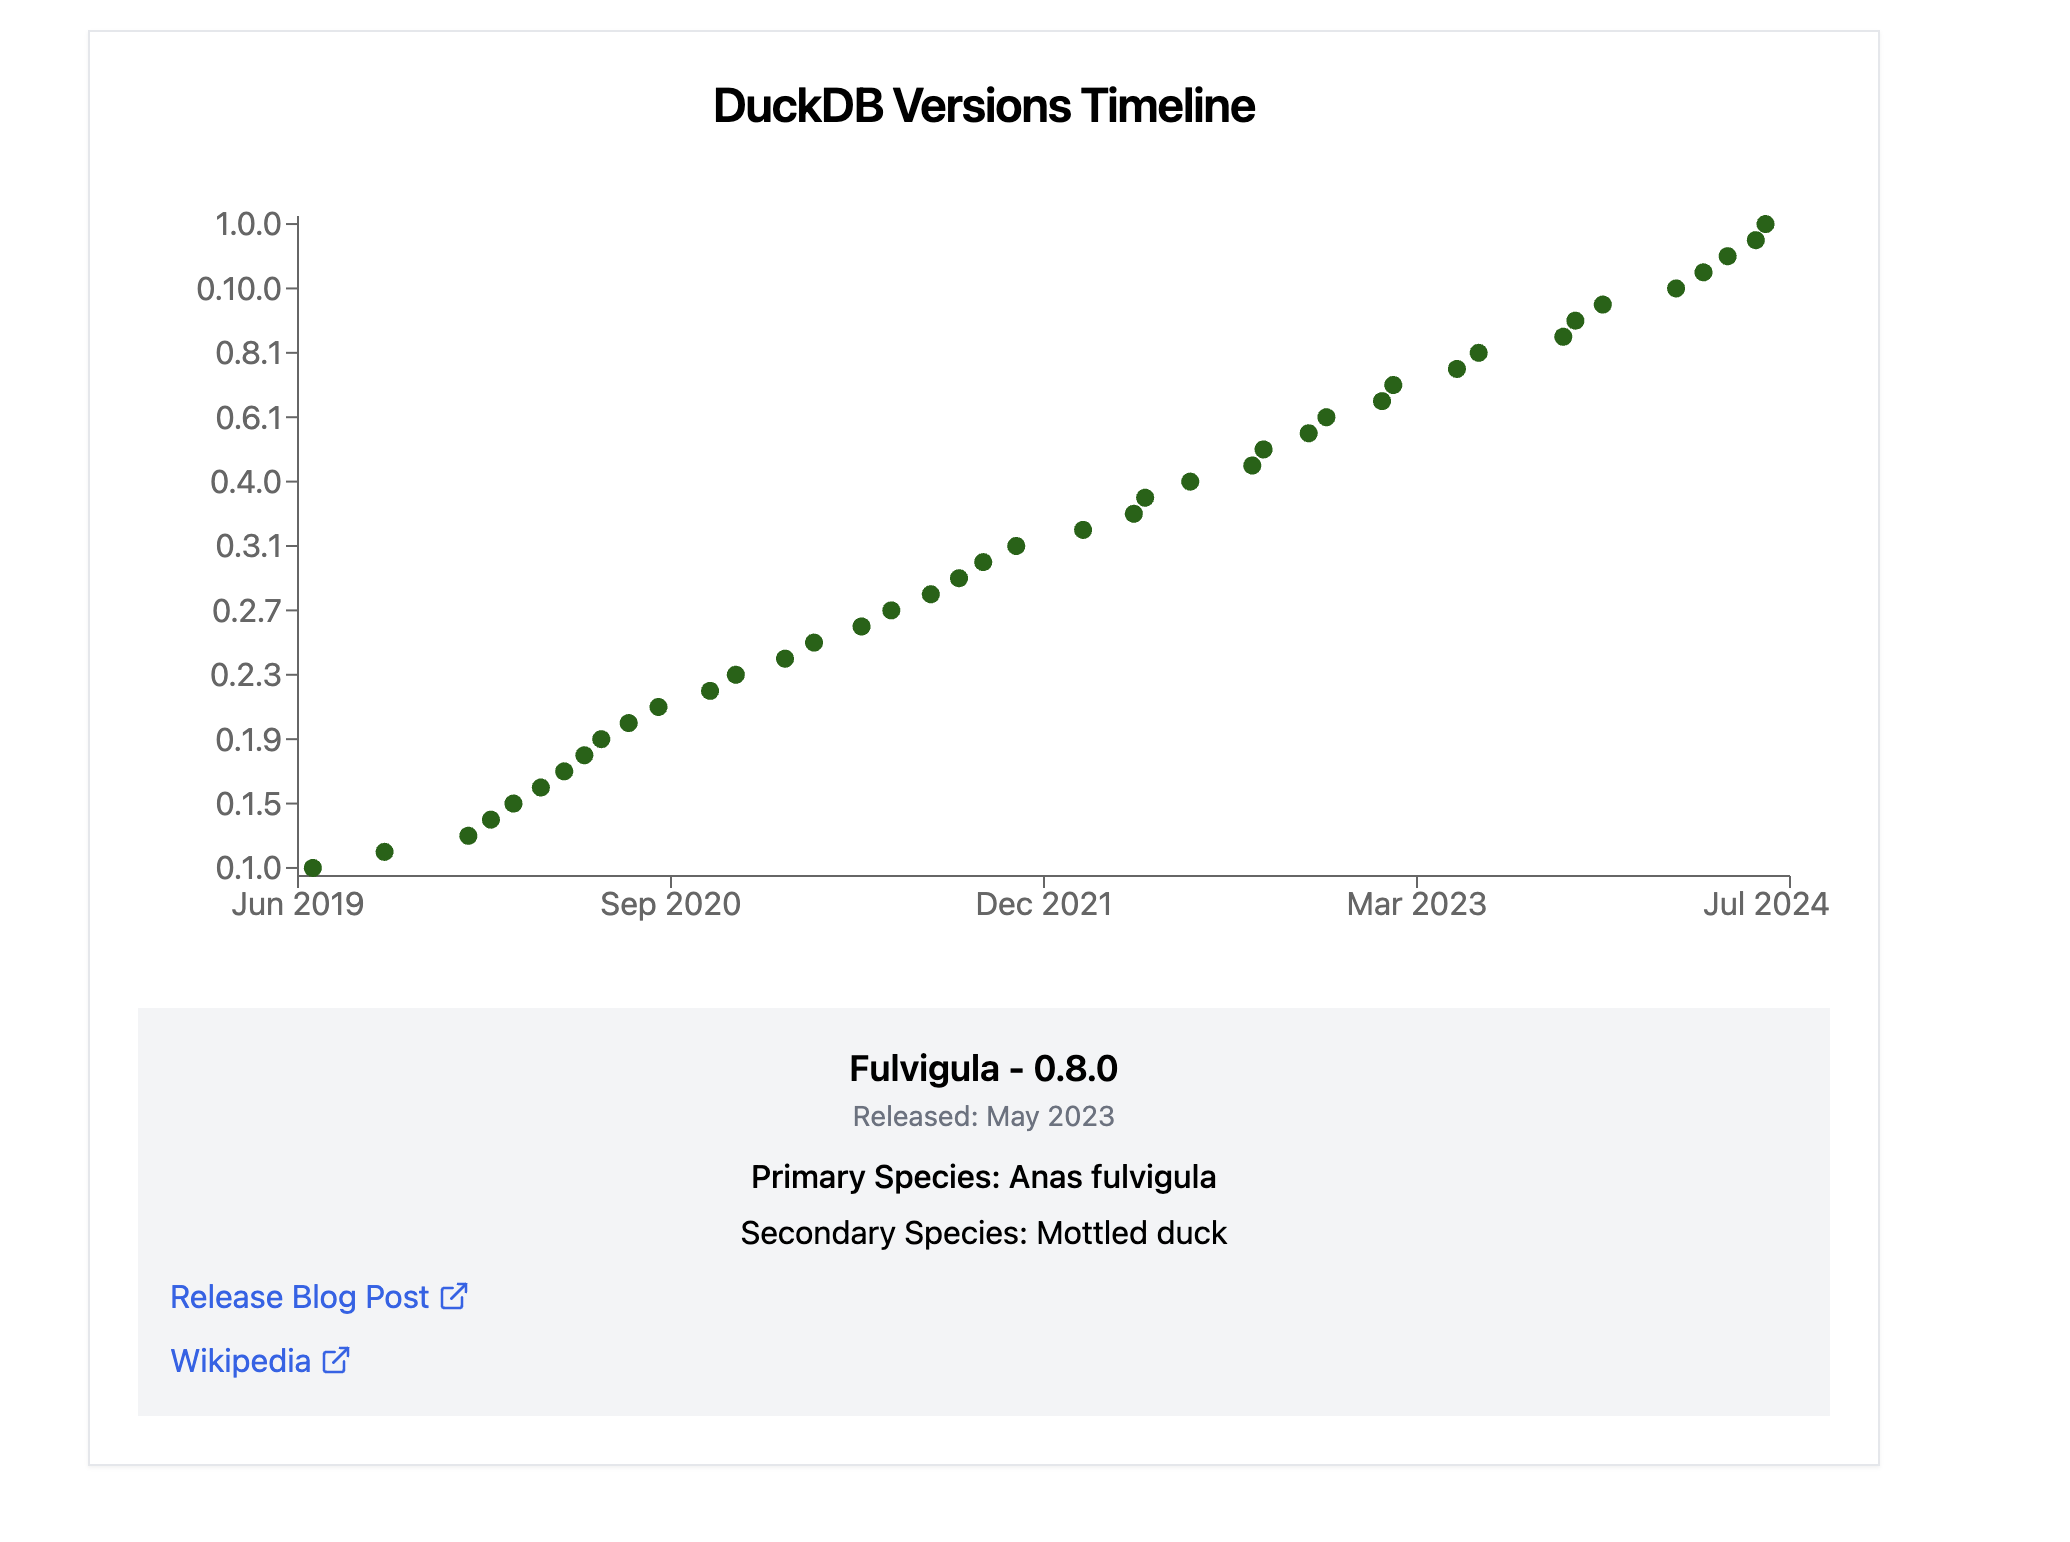 DuckDB Versions Timeline
1.0.0
0.10.0
0.8.1
0.6.1
0.4.0
0.3.1
0.2.7
0.2.3
0.1.9
0.1.5
0.1.0
Jun 2019 Sep 2020 Dec 2021 Mar 2023 Jul 2024
Fulvigula - 0.8.0
Released: May 2023
Primary Species: Anas fulvigula
Secondary Species: Mottled duck
Release Blog Post
Wikipedia